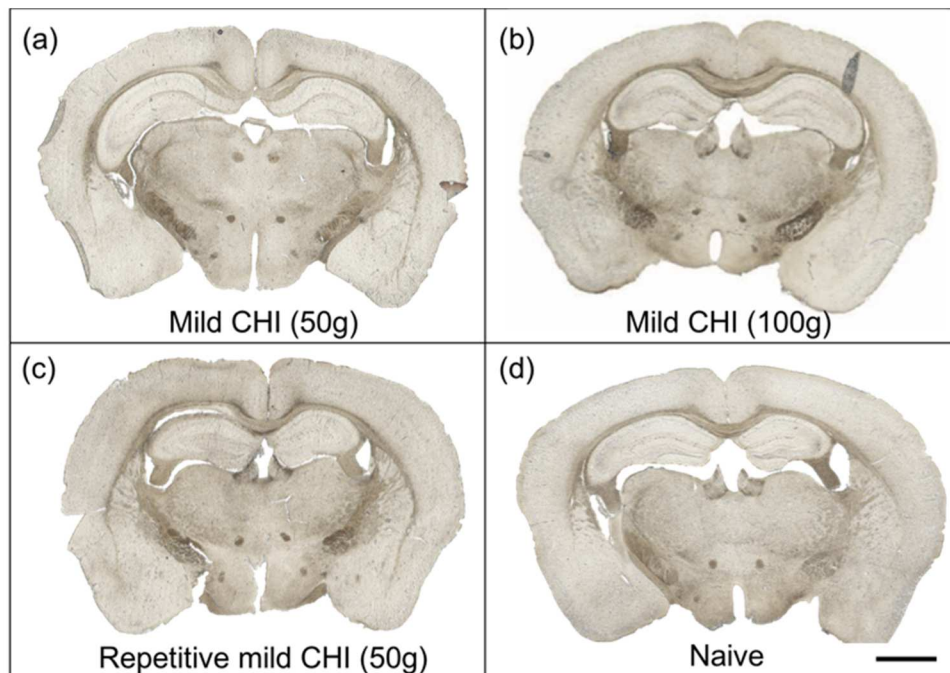 (a)
Mild CHI (50g)
(b)
Mild CHI (100g)
(c)
Repetitive mild CHI (50g)
(d)
Naive